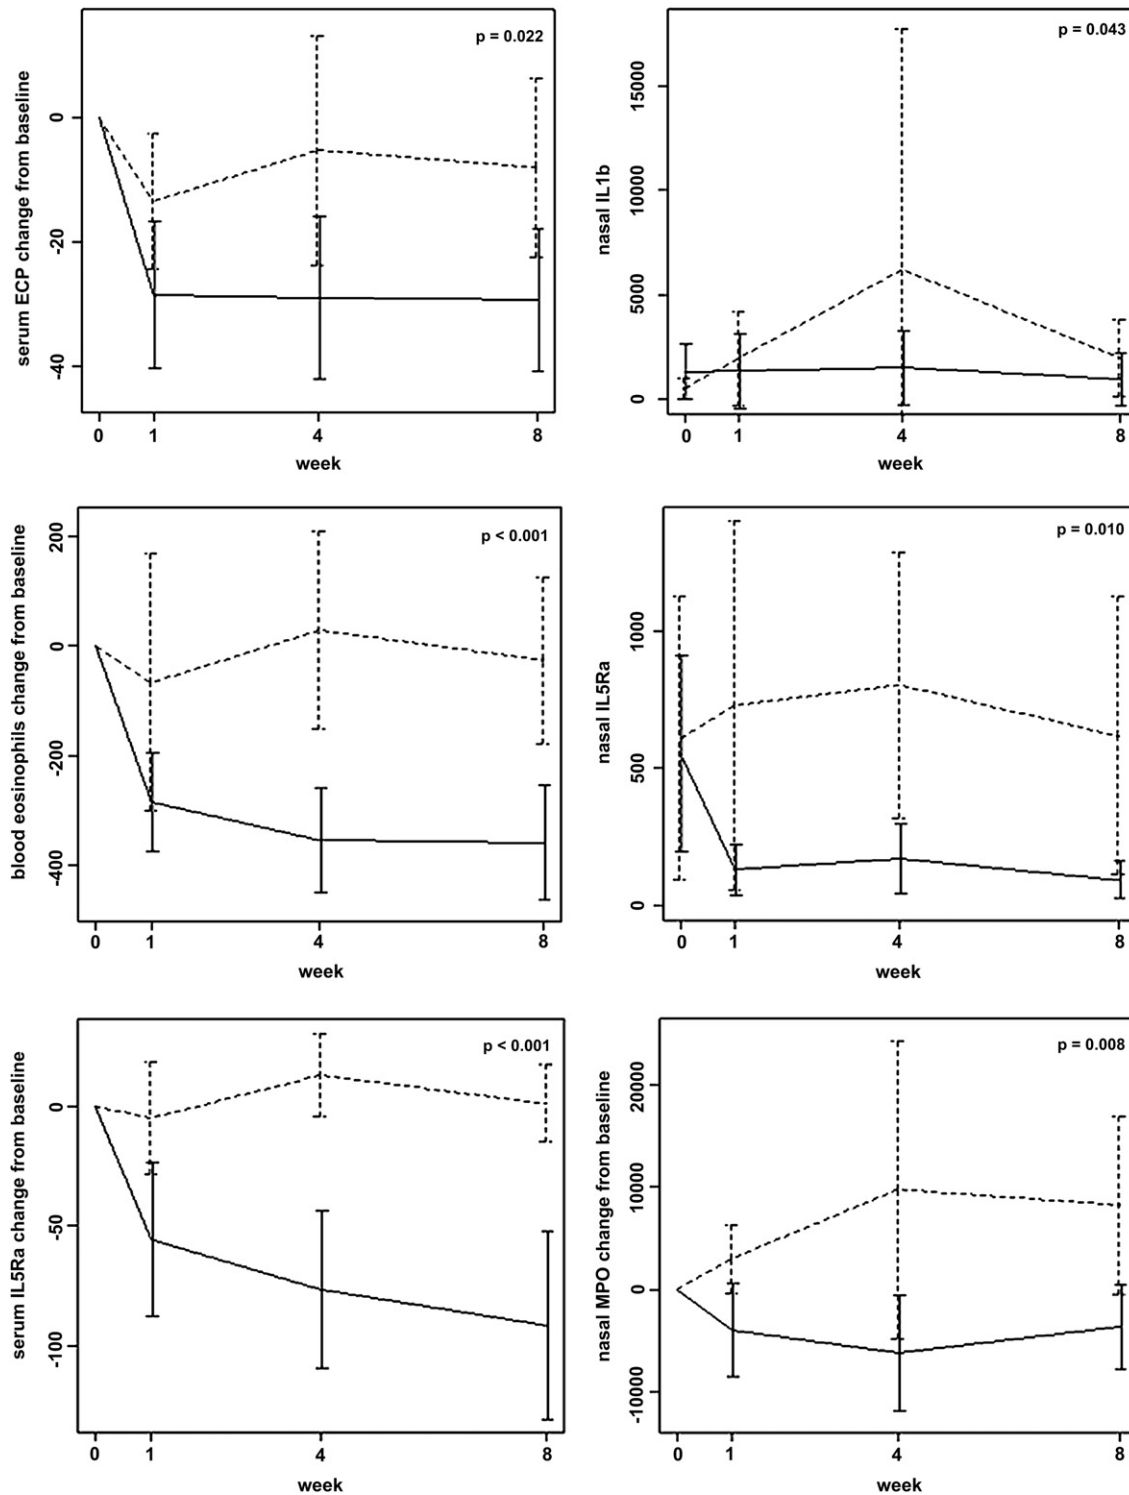 p = 0.022
serum ECP change from baseline
0
-20
-40
0 1 4 8
week
p = 0.043
nasal IL1b
15000
10000
5000
0
0 1 4 8
week
p < 0.001
blood eosinophils change from baseline
200
0
-200
-400
0 1 4 8
week
p = 0.010
nasal IL5Ra
1000
500
0
0 1 4 8
week
p < 0.001
serum IL5Ra change from baseline
0
-50
-100
0 1 4 8
week
p = 0.008
nasal MPO change from baseline
20000
10000
0
-10000
0 1 4 8
week